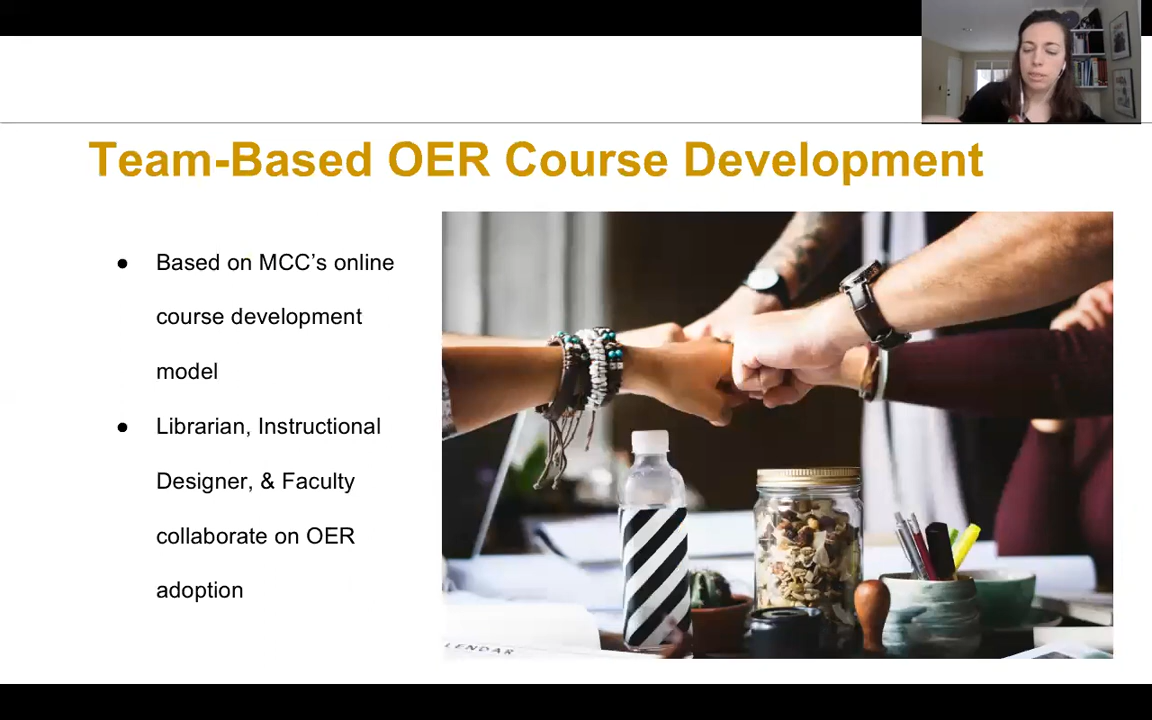 Team-Based OER Course Development
● Based on MCC’s online
course development
model
● Librarian, Instructional
Designer, & Faculty
collaborate on OER
adoption
LENDAR